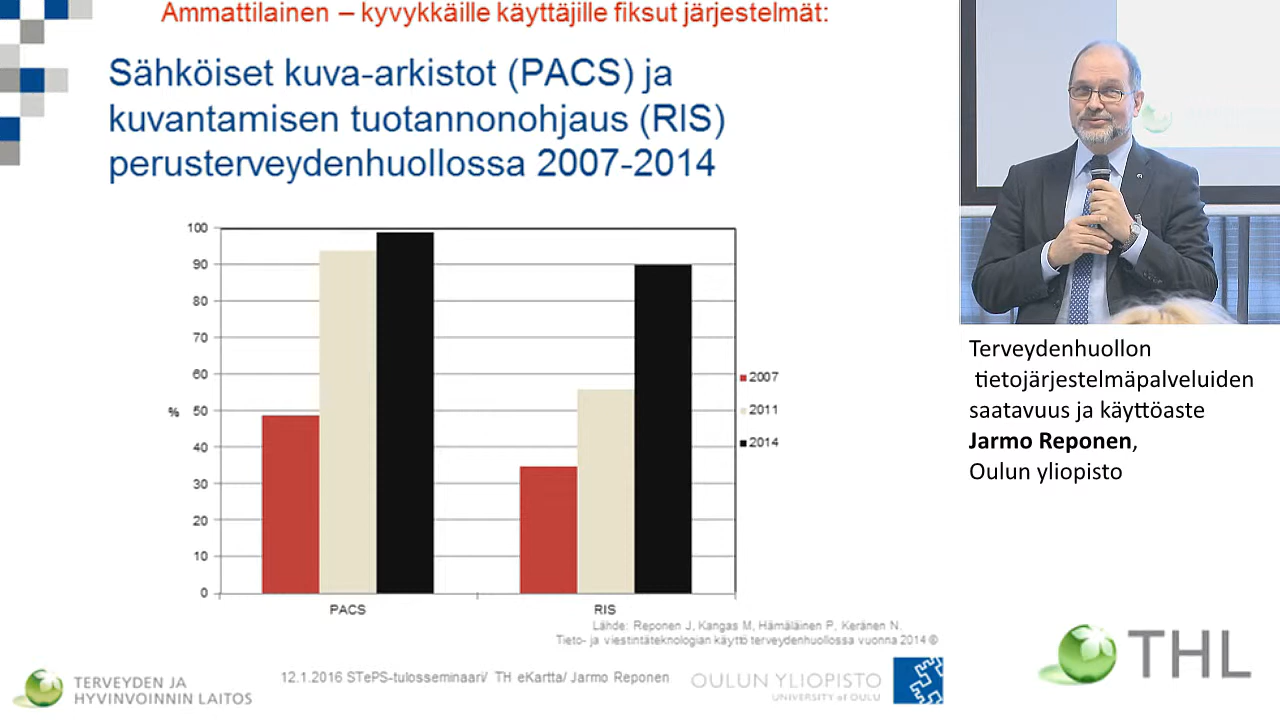 Ammattilainen – kyvykkäille käyttäjille fiksut järjestelmät:
Sähköiset kuva-arkistot (PACS) ja
kuvantamisen tuotannonohjaus (RIS)
perusterveydenhuollossa 2007-2014
100
90
80
70
60
50
40
30
20
10
0
%
PACS
RIS
2007
2011
2014
Lähde: Reponen J, Kangas M, Hämäläinen P, Keränen N.
Tieto- ja viestintäteknologian käyttö terveydenhuollossa vuonna 2014 ©
TERVEYDEN JA
HYVINVOINNIN LAITOS
12.1.2016 STePS-tulosseminaari/ TH eKartta/ Jarmo Reponen
OULUN YLIOPISTO
UNIVERSITY of OULU
Terveydenhuollon
tietojärjestelmäpalveluiden
saatavuus ja käyttöaste
Jarmo Reponen,
Oulun yliopisto
THL